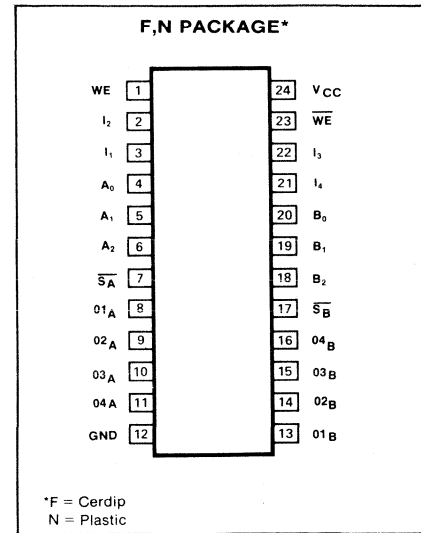 F,N PACKAGE*
WE 1 24 VCC
I2 2 23 WE
I1 3 22 I3
A0 4 21 I4
A1 5 20 B0
A2 6 19 B1
SA 7 18 B2
01A 8 17 SB
02A 9 16 04B
03A 10 15 03B
04A 11 14 02B
GND 12 13 01B
*F = Cerdip
N = Plastic